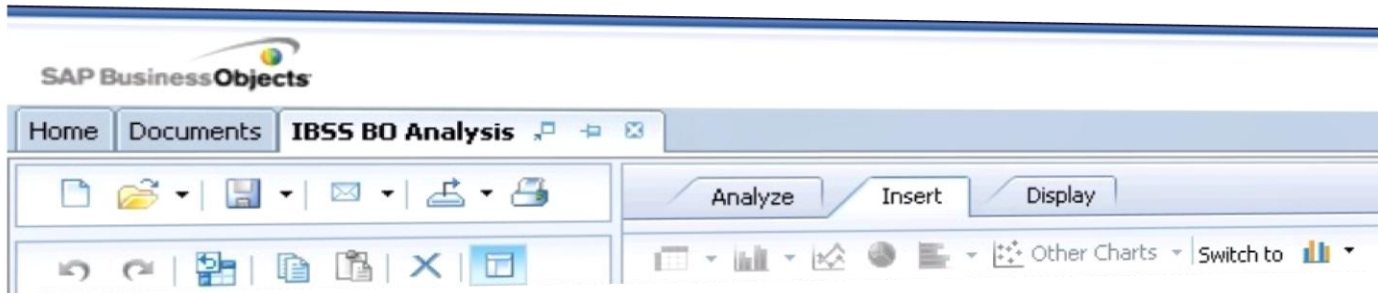 SAP BusinessObjects
Home Documents IBSS BO Analysis
Analyze Insert Display
Other Charts Switch to